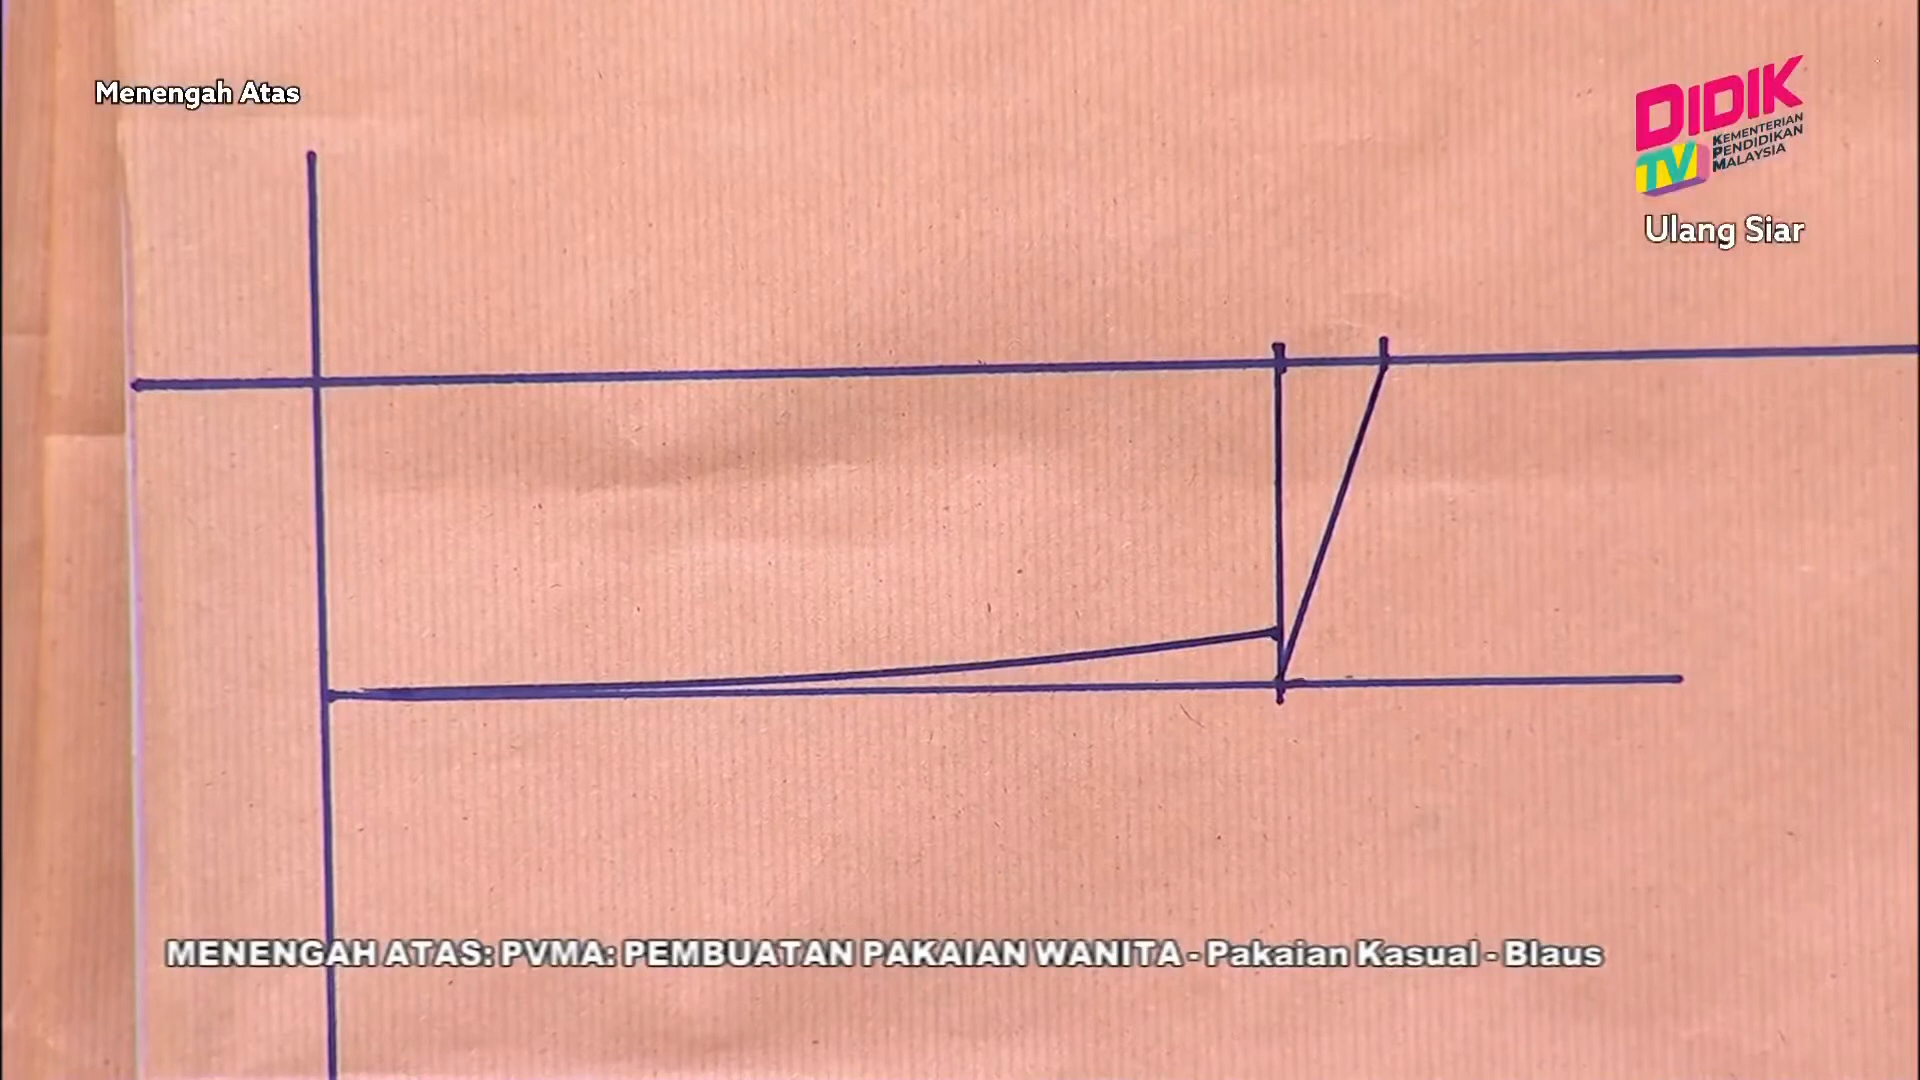 Menengah Atas
DIDIK
TV
KEMENTERIAN
PENDIDIKAN
MALAYSIA
Ulang Siar
MENENGAH ATAS: PVMA: PEMBUATAN PAKAIAN WANITA - Pakaian Kasual - Blaus